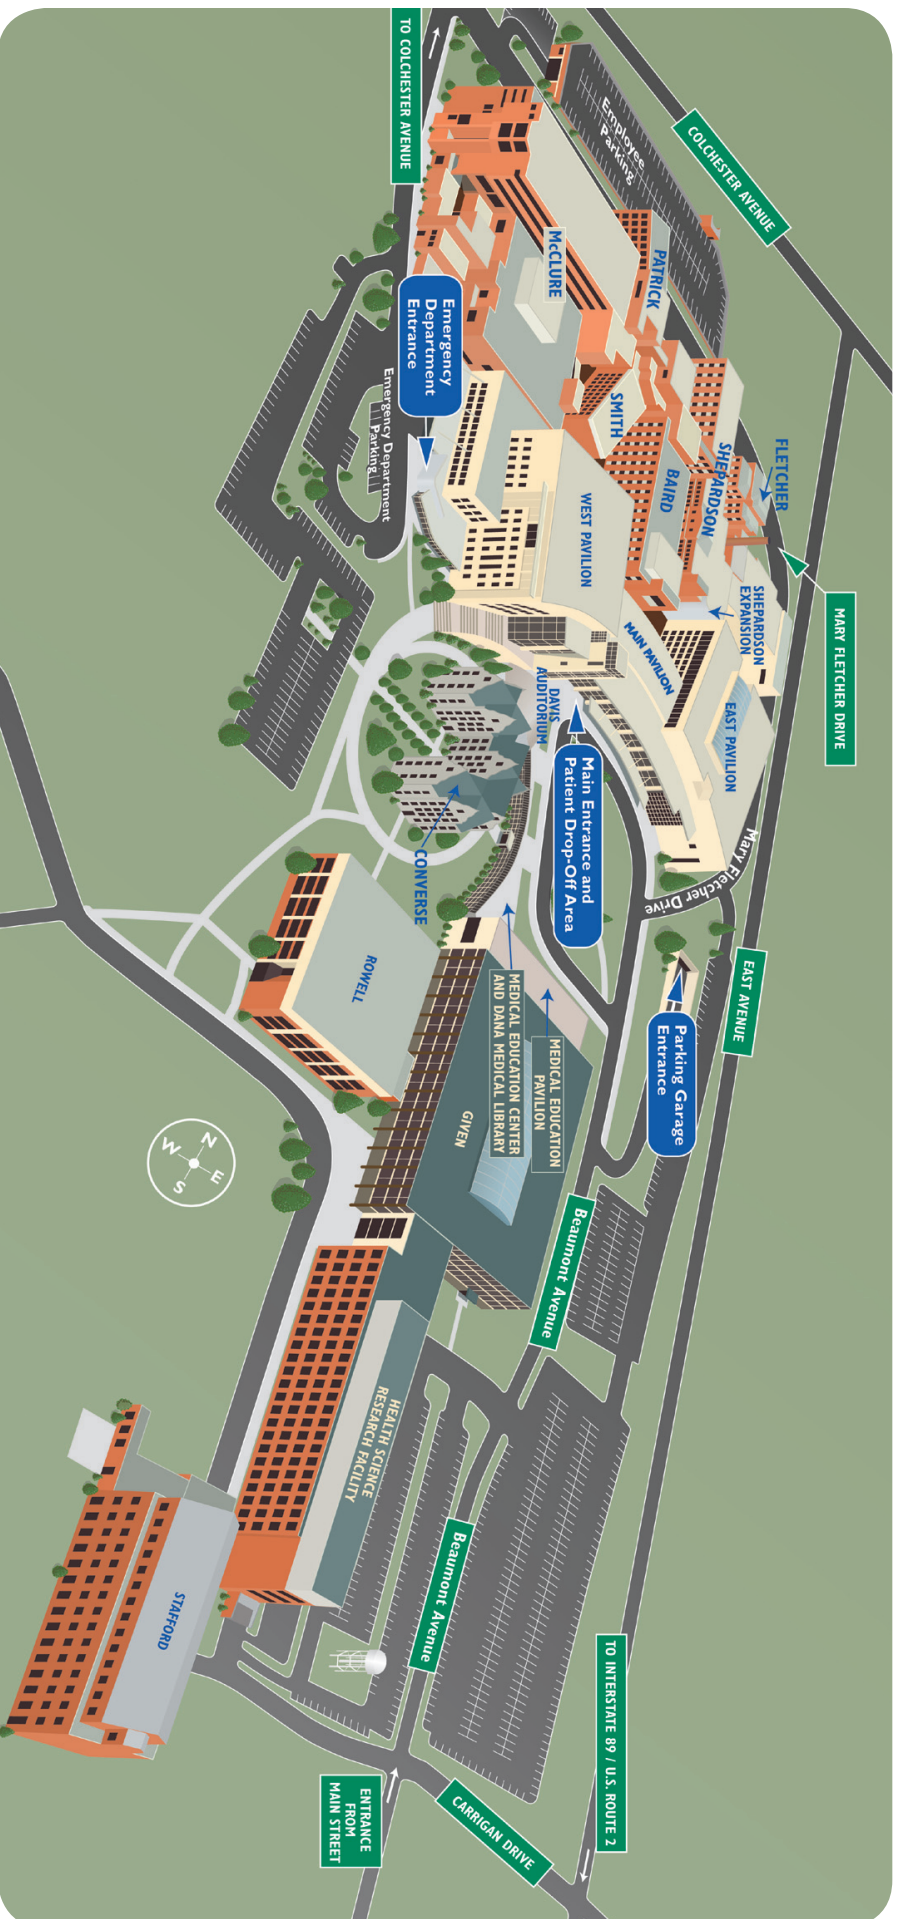 TO COLCHESTER AVENUE
COLCHESTER AVENUE
Employee
Parking
PATRICK
McCLURE
Emergency
Department
Entrance
Emergency Department
Parking
SMITH
SHEPARDSON
FLETCHER
BAIRD
WEST PAVILION
MARY FLETCHER DRIVE
SHEPARDSON
EXPANSION
MAIN PAVILION
EAST PAVILION
DAVIS
AUDITORIUM
Main Entrance and
Patient Drop-Off Area
CONVERSE
Mary Fletcher Drive
Mary Fletcher Drive
EAST AVENUE
Parking Garage
Entrance
ROWELL
MEDICAL EDUCATION
PAVILION
MEDICAL EDUCATION CENTER
AND DANA MEDICAL LIBRARY
GIVEN
N
E
S
W
Beaumont Avenue
HEALTH SCIENCE
RESEARCH FACILITY
Beaumont Avenue
STAFFORD
TO INTERSTATE 89 / U.S. ROUTE 2
CARRIGAN DRIVE
ENTRANCE
FROM
MAIN STREET